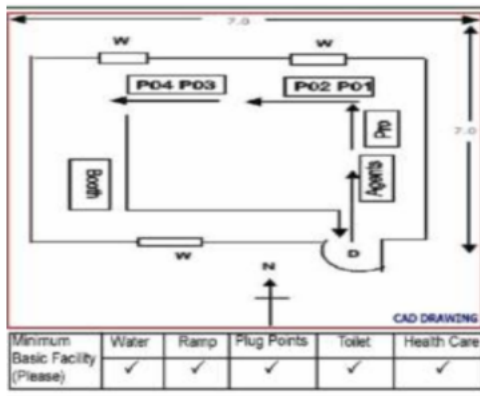 7.0
W W
P04 P03 P02 P01
Pro
7.0
Booth
Agents
W
D
N
CAD DRAWING
Minimum Basic Facility (Please) Water Ramp Plug Points Toilet Health Care
✓ ✓ ✓ ✓ ✓